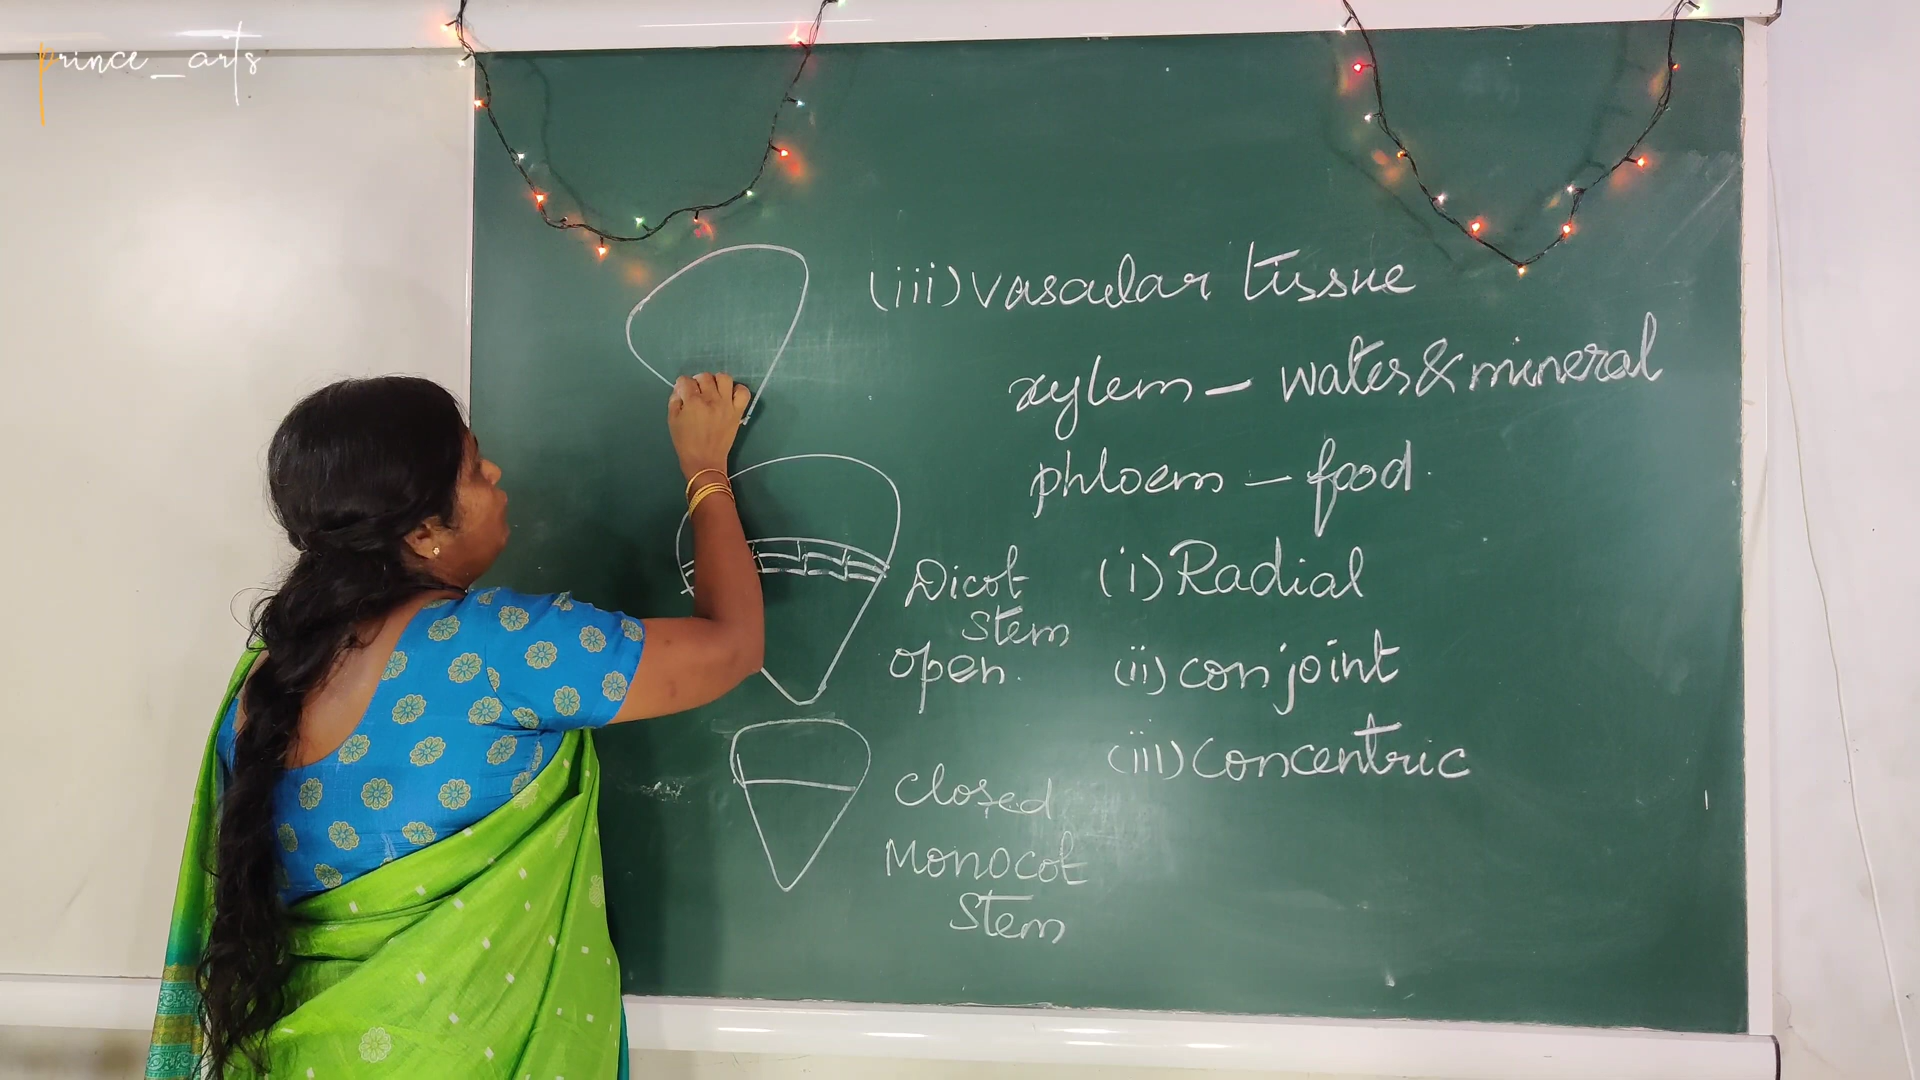 prince_arts
(iii) vascular tissue
xylem - water & mineral
phloem - food.
(i) Radial
(ii) conjoint
(iii) concentric
Dicot
Stem
open.
closed
Monocot
Stem